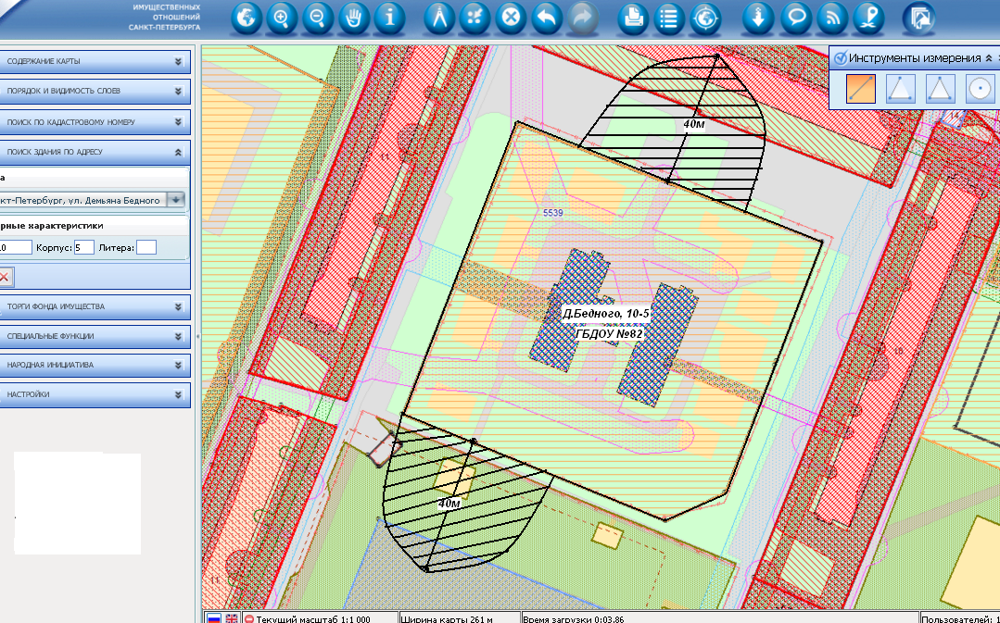 ИМУЩЕСТВЕННЫХ
ОТНОШЕНИЙ
САНКТ-ПЕТЕРБУРГА
СОДЕРЖАНИЕ КАРТЫ
ПОРЯДОК И ВИДИМОСТЬ СЛОЕВ
ПОИСК ПО КАДАСТРОВОМУ НОМЕРУ
ПОИСК ЗДАНИЯ ПО АДРЕСУ
а
кт-Петербург, ул. Демьяна Бедного
рные характеристики
.0 Корпус: 5 Литера:
ТОРГИ ФОНДА ИМУЩЕСТВА
СПЕЦИАЛЬНЫЕ ФУНКЦИИ
НАРОДНАЯ ИНИЦИАТИВА
НАСТРОЙКИ
Инструменты измерения
14
40м
11
5539
Д.Бедного, 10-5
ГБДОУ №82
40м
11
Текущий масштаб 1:1 000
Ширина карты 261 м
Время загрузки 0:03.86
Пользователей: 1